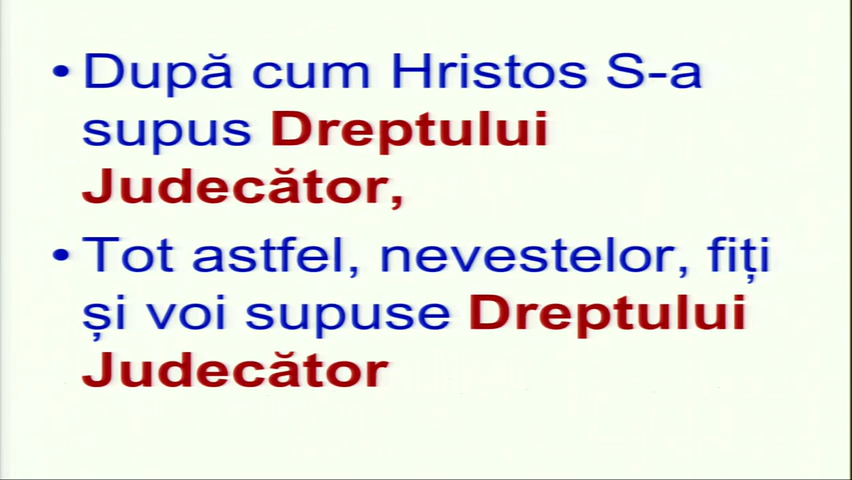 • După cum Hristos S-a
supus Dreptului
Judecător,
• Tot astfel, nevestelor, fiți
și voi supuse Dreptului
Judecător